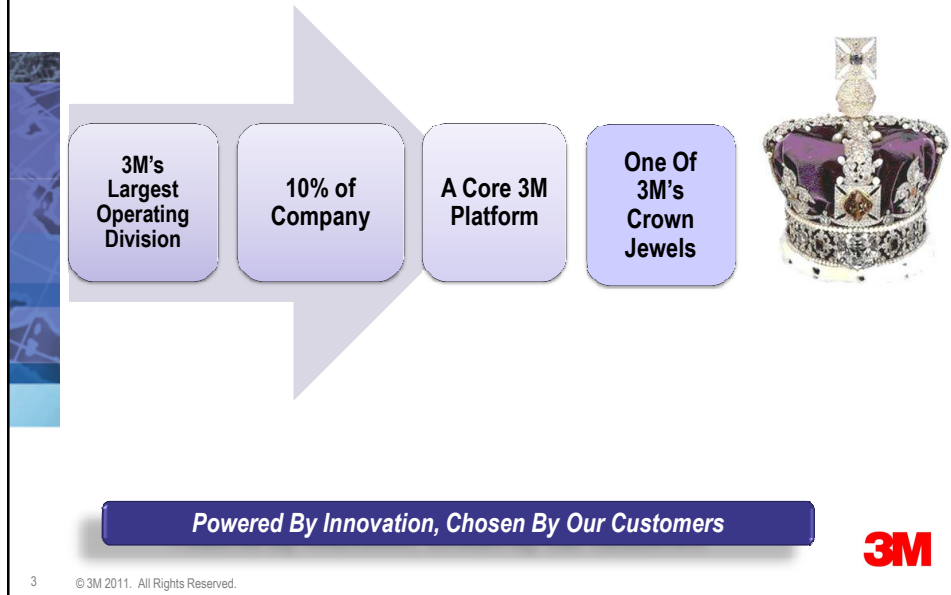 3M's
Largest
Operating
Division
10% of
Company
A Core 3M
Platform
One Of
3M's
Crown
Jewels
Powered By Innovation, Chosen By Our Customers
3M
3
© 3M 2011. All Rights Reserved.